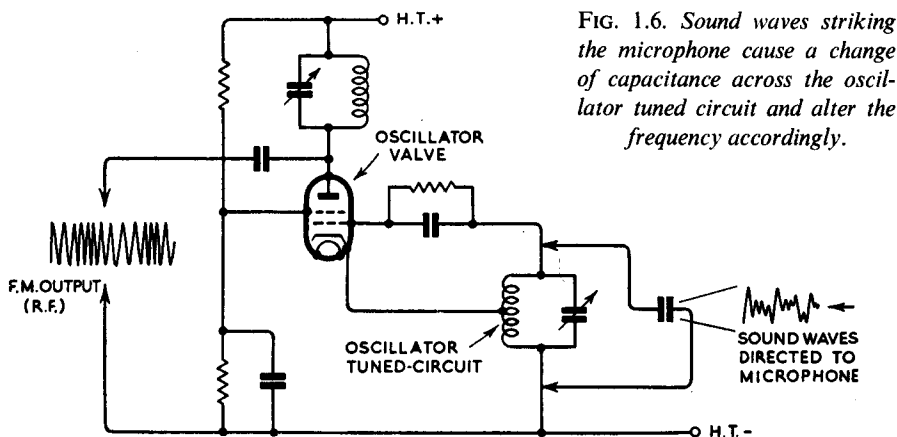 H.T.+
FIG. 1.6. Sound waves striking
the microphone cause a change
of capacitance across the oscil-
lator tuned circuit and alter the
frequency accordingly.
OSCILLATOR
VALVE
F.M.OUTPUT
(R.F.)
OSCILLATOR
TUNED-CIRCUIT
SOUND WAVES
DIRECTED TO
MICROPHONE
H.T.-